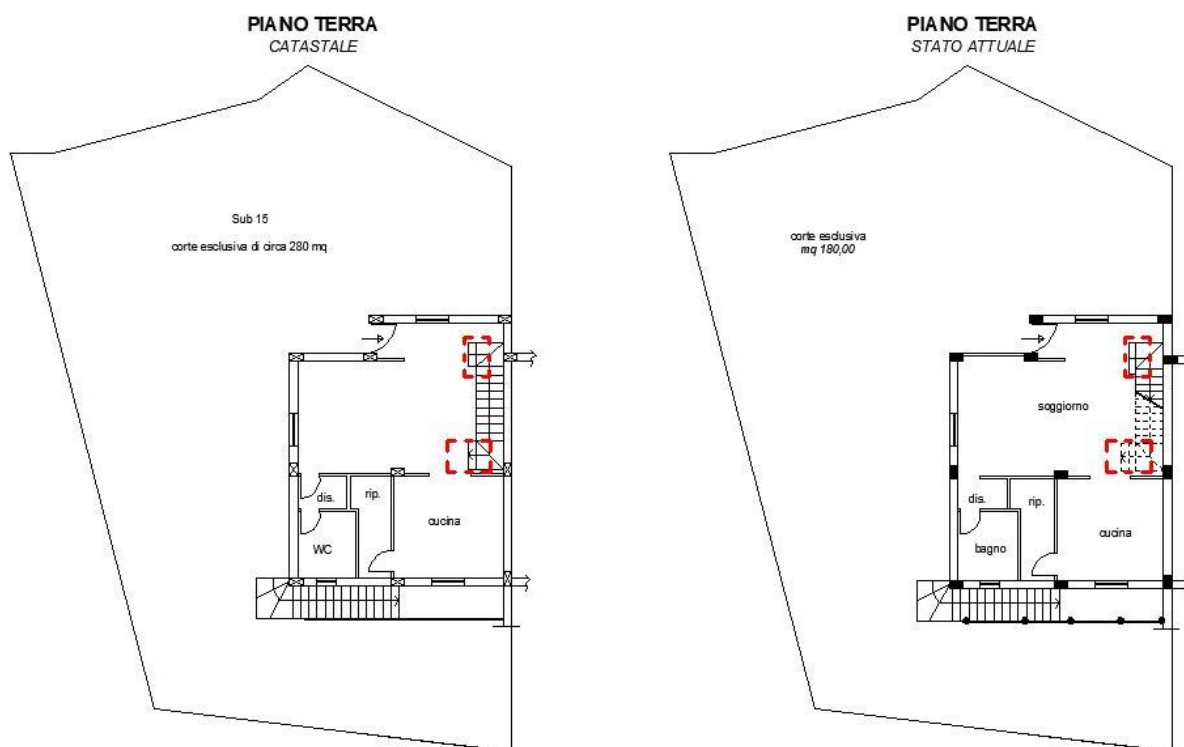 PIANO TERRA
CATASTALE
Sub 15
corte esclusiva di circa 280 mq
dis.
rip.
cucina
WC
PIANO TERRA
STATO ATTUALE
corte esclusiva
mq 180,00
soggiorno
dis.
rip.
cucina
bagno